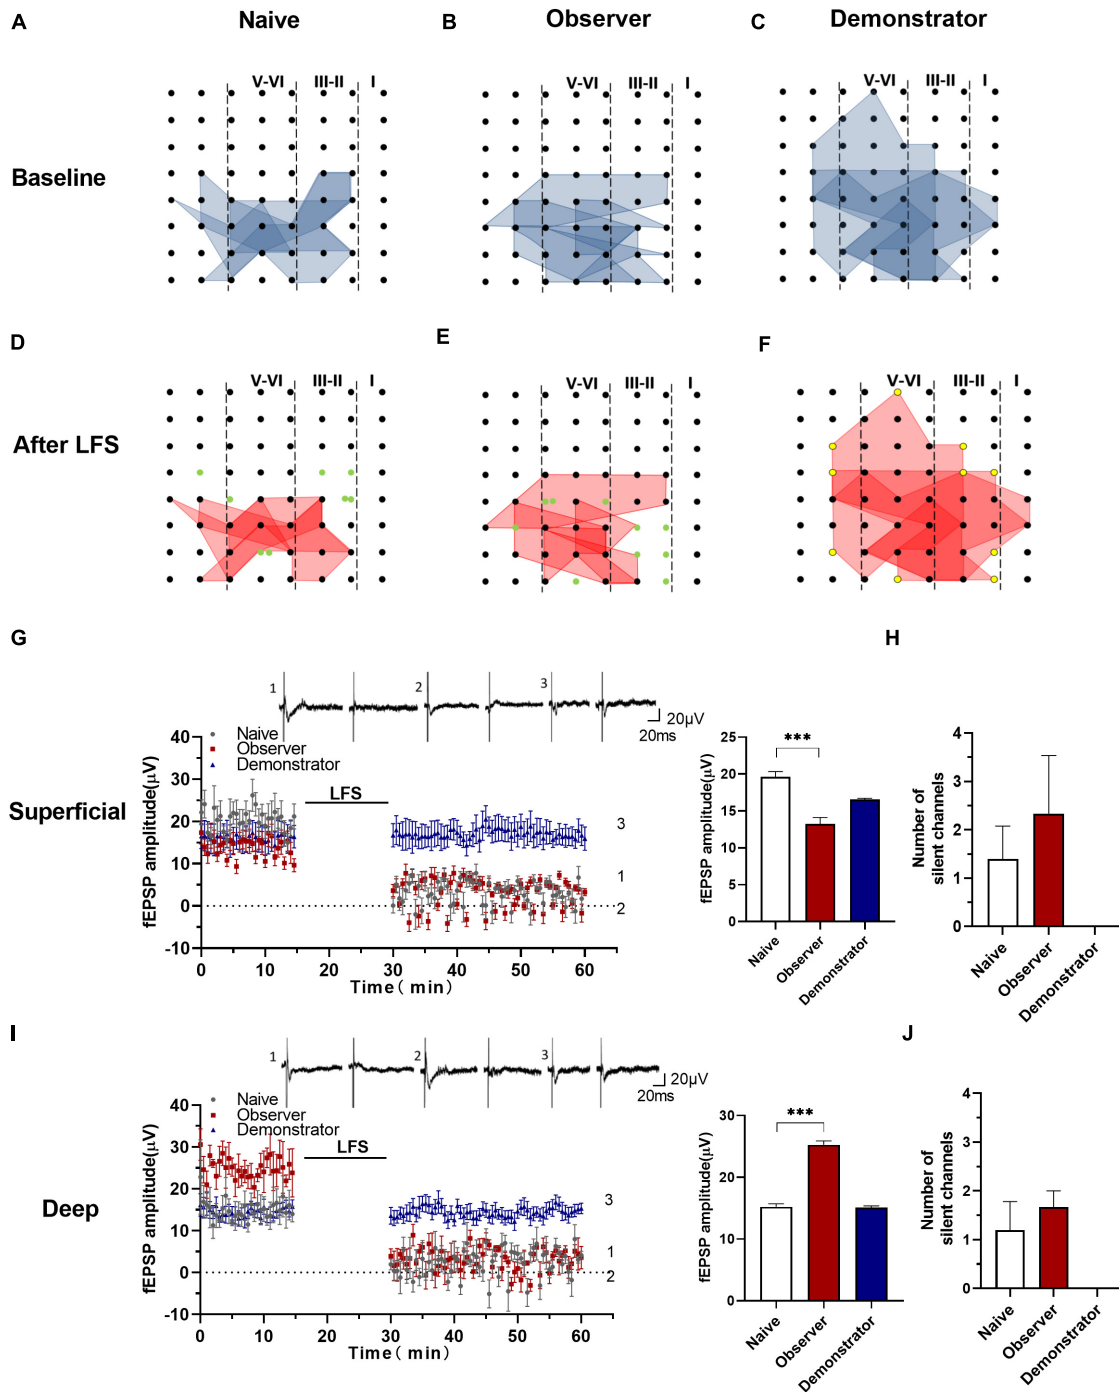 A Naive B Observer C Demonstrator
V-VI III-II I V-VI III-II I V-VI III-II I
Baseline
D E F
V-VI III-II I V-VI III-II I V-VI III-II I
After LFS
G H
1 2 3
20μV
20ms
Superficial
fEPSP amplitude(μV)
40
30
20
10
0
-10
Naive
Observer
Demonstrator
LFS
3
1
2
0 10 20 30 40 50 60
Time( min)
fEPSP amplitude(μV)
25
20
15
10
5
0
***
Naive Observer Demonstrator
Number of
silent channels
4
3
2
1
0
Naive Observer Demonstrator
I J
1 2 3
20μV
20ms
Deep
fEPSP amplitude(μV)
40
30
20
10
0
-10
Naive
Observer
Demonstrator
LFS
3
1
2
0 10 20 30 40 50 60
Time( min)
fEPSP amplitude(μV)
30
20
10
0
***
Naive Observer Demonstrator
Number of
silent channels
4
3
2
1
0
Naive Observer Demonstrator